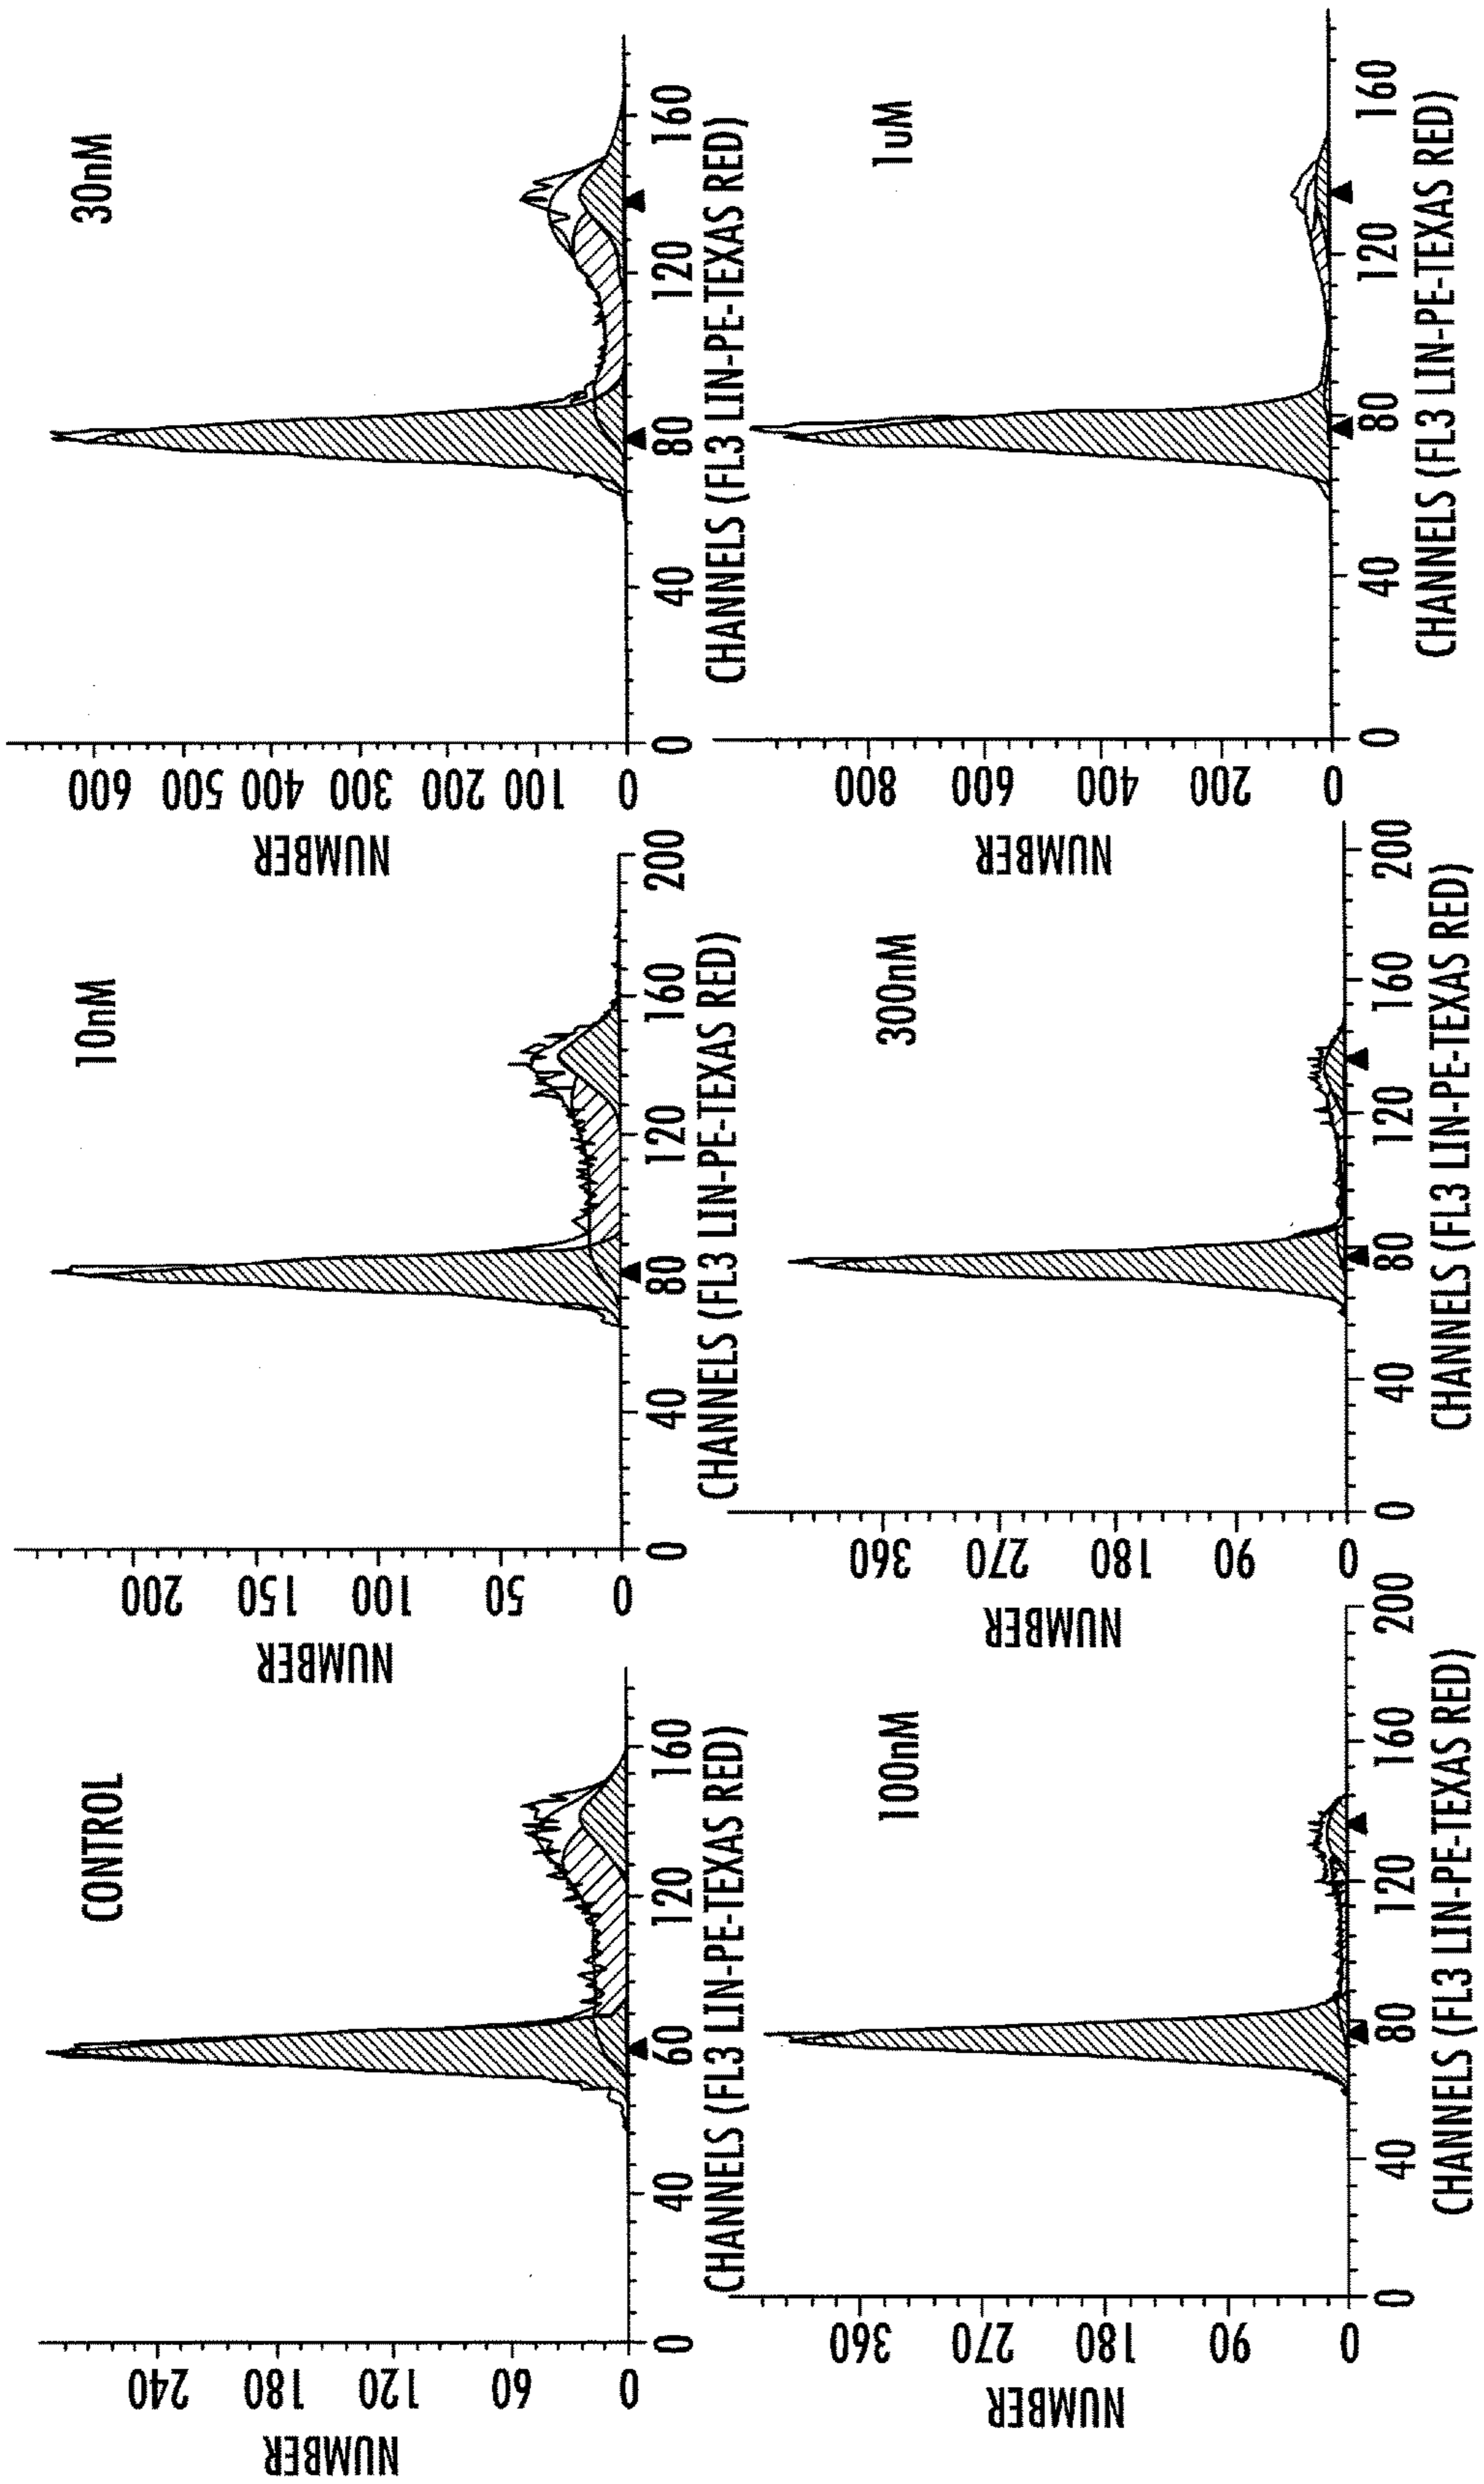 CONTROL
NUMBER
240
180
120
60
0
0 40 60 120 160
CHANNELS (FL3 LIN-PE-TEXAS RED)
10nM
NUMBER
200
150
100
50
0
0 40 80 120 160 200
CHANNELS (FL3 LIN-PE-TEXAS RED)
30nM
NUMBER
600
500
400
300
200
100
0
0 40 80 120 160
CHANNELS (FL3 LIN-PE-TEXAS RED)
100nM
NUMBER
360
270
180
90
0
0 40 80 120 160 200
CHANNELS (FL3 LIN-PE-TEXAS RED)
300nM
NUMBER
360
270
180
90
0
0 40 80 120 160 200
CHANNELS (FL3 LIN-PE-TEXAS RED)
1uM
NUMBER
800
600
400
200
0
0 40 80 120 160
CHANNELS (FL3 LIN-PE-TEXAS RED)